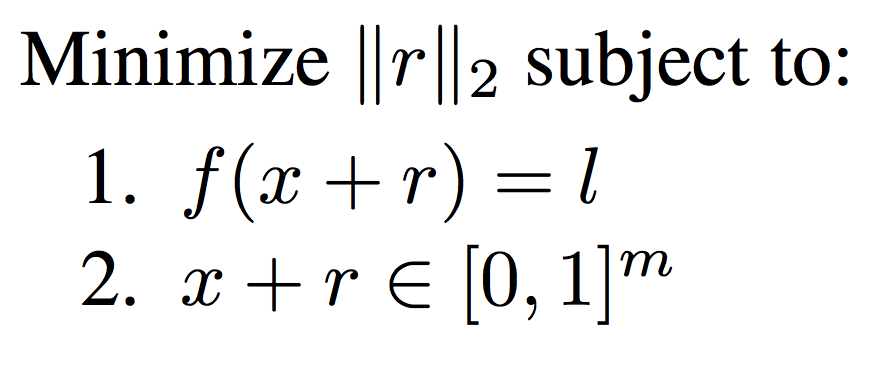 Minimize ||r||₂ subject to:
1. f(x + r) = l
2. x + r ∈ [0, 1]ᵐ